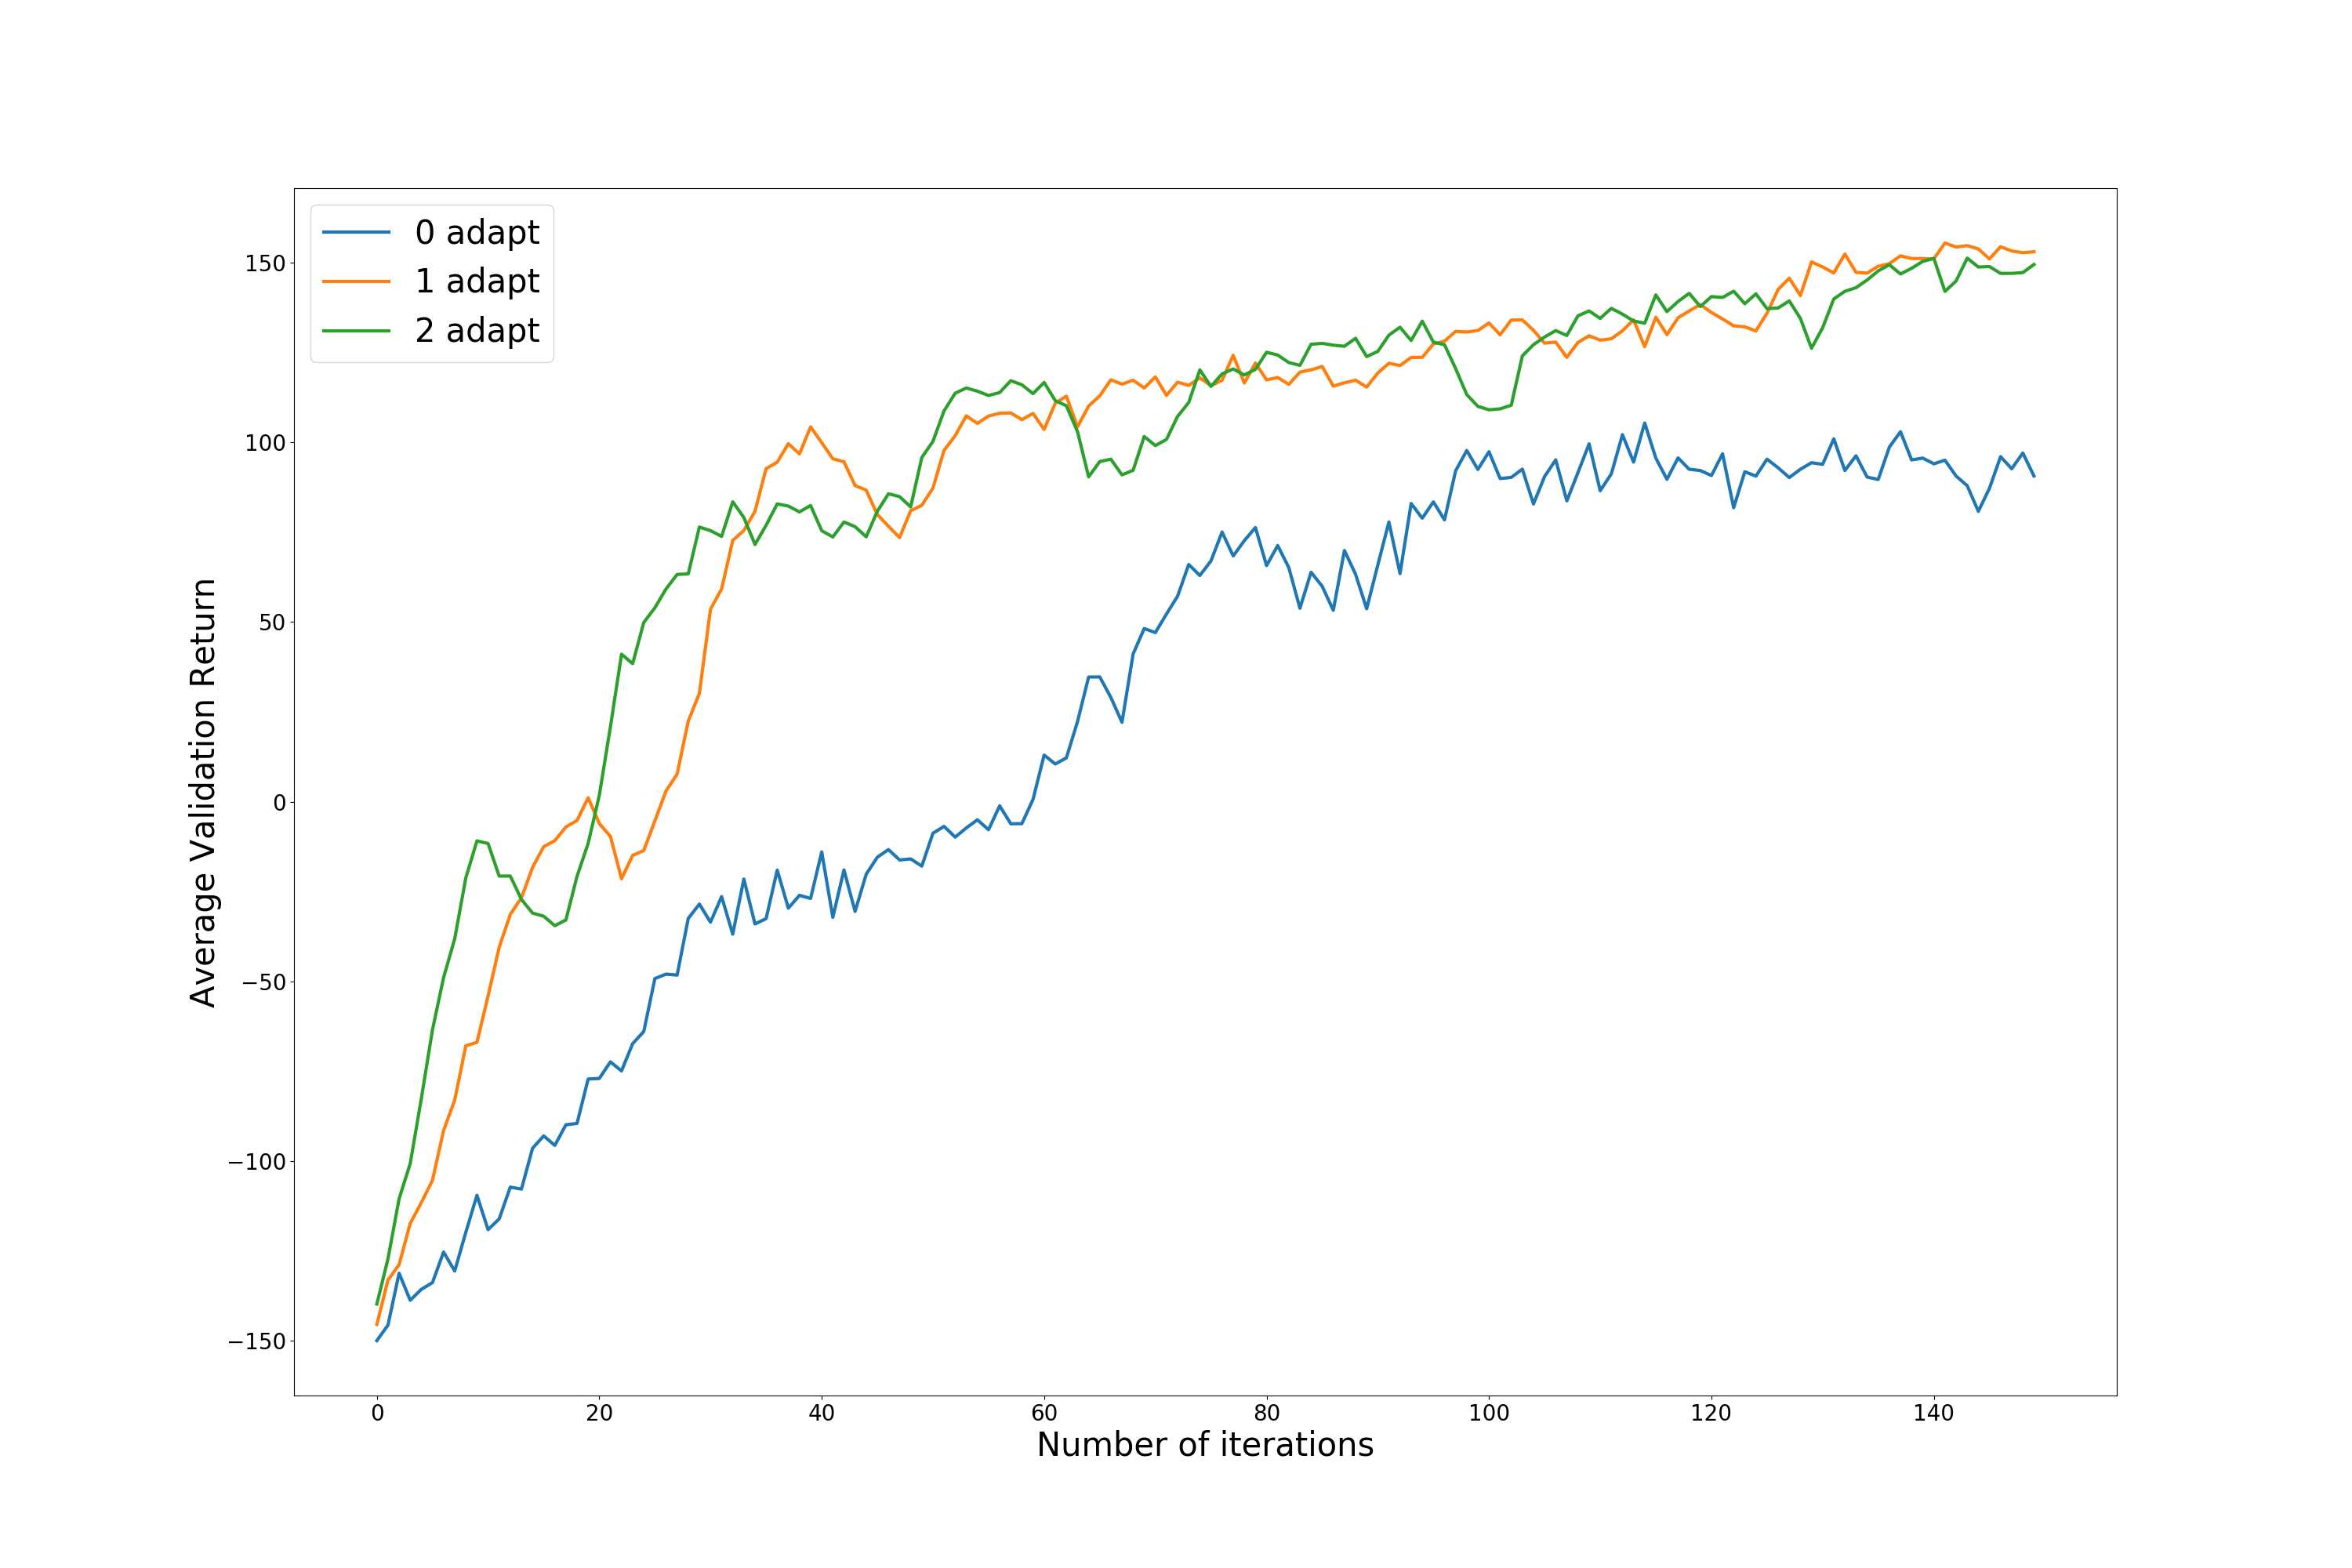 0 adapt
1 adapt
2 adapt
Average Validation Return
150
100
50
0
−50
−100
−150
0 20 40 60 80 100 120 140
Number of iterations